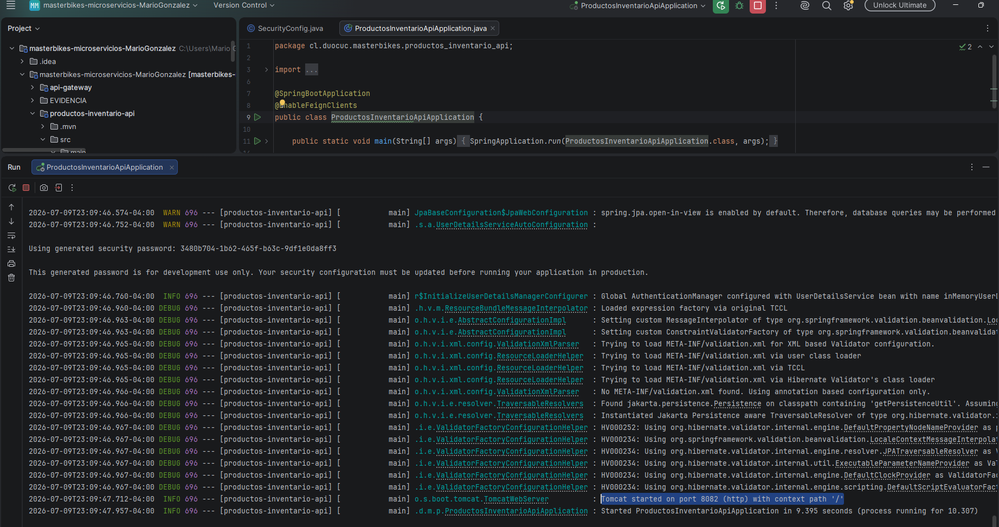 MM masterbikes-microservicios-MarioGonzalez Version Control ProductosInventarioApiApplication Unlock Ultimate
Project
masterbikes-microservicios-MarioGonzalez C:\Users\Mario
.idea
masterbikes-microservicios-MarioGonzalez [masterbikes-
api-gateway
EVIDENCIA
productos-inventario-api
.mvn
src
main
SecurityConfig.java ProductosInventarioApiApplication.java
2
1 package cl.duocuc.masterbikes.productos_inventario_api;
2
3 import ...
6
7 @SpringBootApplication
8 @EnableFeignClients
9 public class ProductosInventarioApiApplication {
10
11 public static void main(String[] args) { SpringApplication.run(ProductosInventarioApiApplication.class, args); }
Run ProductosInventarioApiApplication
2026-07-09T23:09:46.574-04:00 WARN 696 --- [productos-inventario-api] [ main] JpaBaseConfiguration$JpaWebConfiguration : spring.jpa.open-in-view is enabled by default. Therefore, database queries may be performed
2026-07-09T23:09:46.752-04:00 WARN 696 --- [productos-inventario-api] [ main] .s.a.UserDetailsServiceAutoConfiguration :
Using generated security password: 3480b704-1b62-465f-b63c-9df1e0da8ff3
This generated password is for development use only. Your security configuration must be updated before running your application in production.
2026-07-09T23:09:46.760-04:00 INFO 696 --- [productos-inventario-api] [ main] r$InitializeUserDetailsManagerConfigurer : Global AuthenticationManager configured with UserDetailsService bean with name inMemoryUser
2026-07-09T23:09:46.960-04:00 DEBUG 696 --- [productos-inventario-api] [ main] .h.v.m.ResourceBundleMessageInterpolator : Loaded expression factory via original TCCL
2026-07-09T23:09:46.963-04:00 DEBUG 696 --- [productos-inventario-api] [ main] o.h.v.i.e.AbstractConfigurationImpl : Setting custom MessageInterpolator of type org.springframework.validation.beanvalidation.Lo
2026-07-09T23:09:46.963-04:00 DEBUG 696 --- [productos-inventario-api] [ main] o.h.v.i.e.AbstractConfigurationImpl : Setting custom ConstraintValidatorFactory of type org.springframework.validation.beanvalidat
2026-07-09T23:09:46.965-04:00 DEBUG 696 --- [productos-inventario-api] [ main] o.h.v.i.xml.config.ValidationXmlParser : Trying to load META-INF/validation.xml for XML based Validator configuration.
2026-07-09T23:09:46.965-04:00 DEBUG 696 --- [productos-inventario-api] [ main] o.h.v.i.xml.config.ResourceLoaderHelper : Trying to load META-INF/validation.xml via user class loader
2026-07-09T23:09:46.965-04:00 DEBUG 696 --- [productos-inventario-api] [ main] o.h.v.i.xml.config.ResourceLoaderHelper : Trying to load META-INF/validation.xml via TCCL
2026-07-09T23:09:46.965-04:00 DEBUG 696 --- [productos-inventario-api] [ main] o.h.v.i.xml.config.ResourceLoaderHelper : Trying to load META-INF/validation.xml via Hibernate Validator's class loader
2026-07-09T23:09:46.966-04:00 DEBUG 696 --- [productos-inventario-api] [ main] o.h.v.i.xml.config.ValidationXmlParser : No META-INF/validation.xml found. Using annotation based configuration only.
2026-07-09T23:09:46.966-04:00 DEBUG 696 --- [productos-inventario-api] [ main] o.h.v.i.e.resolver.TraversableResolvers : Found jakarta.persistence.Persistence on classpath containing 'getPersistenceUtil'. Assuming
2026-07-09T23:09:46.966-04:00 DEBUG 696 --- [productos-inventario-api] [ main] o.h.v.i.e.resolver.TraversableResolvers : Instantiated Jakarta Persistence aware TraversableResolver of type org.hibernate.validator.i
2026-07-09T23:09:46.967-04:00 DEBUG 696 --- [productos-inventario-api] [ main] .i.e.ValidatorFactoryConfigurationHelper : HV000252: Using org.hibernate.validator.internal.engine.DefaultPropertyNodeNameProvider as p
2026-07-09T23:09:46.967-04:00 DEBUG 696 --- [productos-inventario-api] [ main] .i.e.ValidatorFactoryConfigurationHelper : HV000234: Using org.springframework.validation.beanvalidation.LocaleContextMessageInterpolat
2026-07-09T23:09:46.967-04:00 DEBUG 696 --- [productos-inventario-api] [ main] .i.e.ValidatorFactoryConfigurationHelper : HV000234: Using org.hibernate.validator.internal.engine.resolver.JPATraversableResolver as V
2026-07-09T23:09:46.967-04:00 DEBUG 696 --- [productos-inventario-api] [ main] .i.e.ValidatorFactoryConfigurationHelper : HV000234: Using org.hibernate.validator.internal.util.ExecutableParameterNameProvider as Val
2026-07-09T23:09:46.967-04:00 DEBUG 696 --- [productos-inventario-api] [ main] .i.e.ValidatorFactoryConfigurationHelper : HV000234: Using org.hibernate.validator.internal.engine.DefaultClockProvider as ValidatorFac
2026-07-09T23:09:46.967-04:00 DEBUG 696 --- [productos-inventario-api] [ main] .i.e.ValidatorFactoryConfigurationHelper : HV000234: Using org.hibernate.validator.internal.engine.scripting.DefaultScriptEvaluatorFact
2026-07-09T23:09:47.712-04:00 INFO 696 --- [productos-inventario-api] [ main] o.s.boot.tomcat.TomcatWebServer : Tomcat started on port 8082 (http) with context path '/'
2026-07-09T23:09:47.957-04:00 INFO 696 --- [productos-inventario-api] [ main] .d.m.p.ProductosInventarioApiApplication : Started ProductosInventarioApiApplication in 9.395 seconds (process running for 10.307)